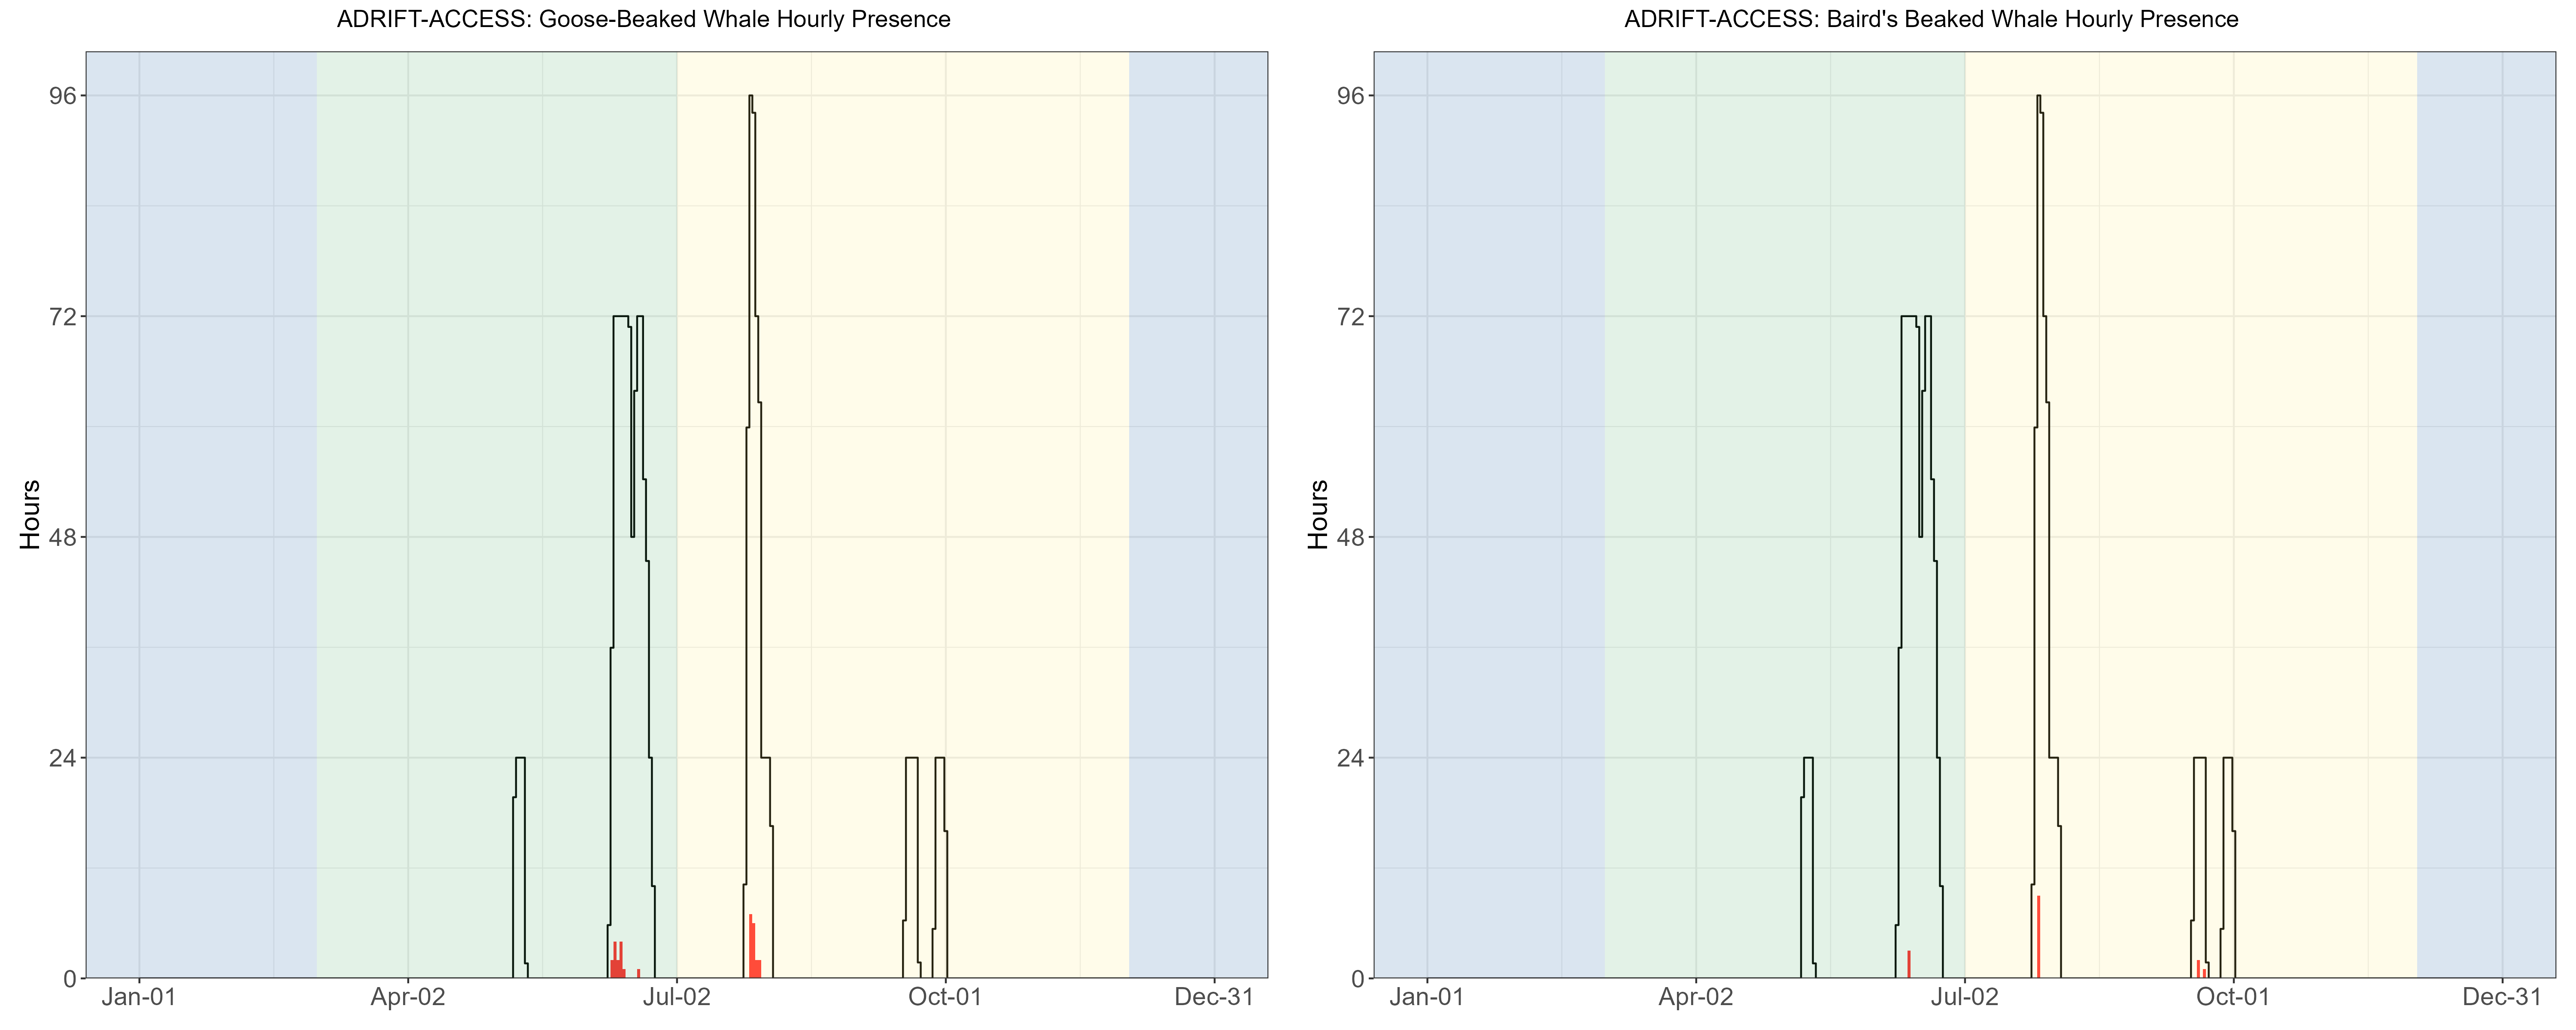 ADRIFT-ACCESS: Goose-Beaked Whale Hourly Presence
96
72
48
24
0
Hours
Jan-01 Apr-02 Jul-02 Oct-01 Dec-31
ADRIFT-ACCESS: Baird's Beaked Whale Hourly Presence
96
72
48
24
0
Hours
Jan-01 Apr-02 Jul-02 Oct-01 Dec-31